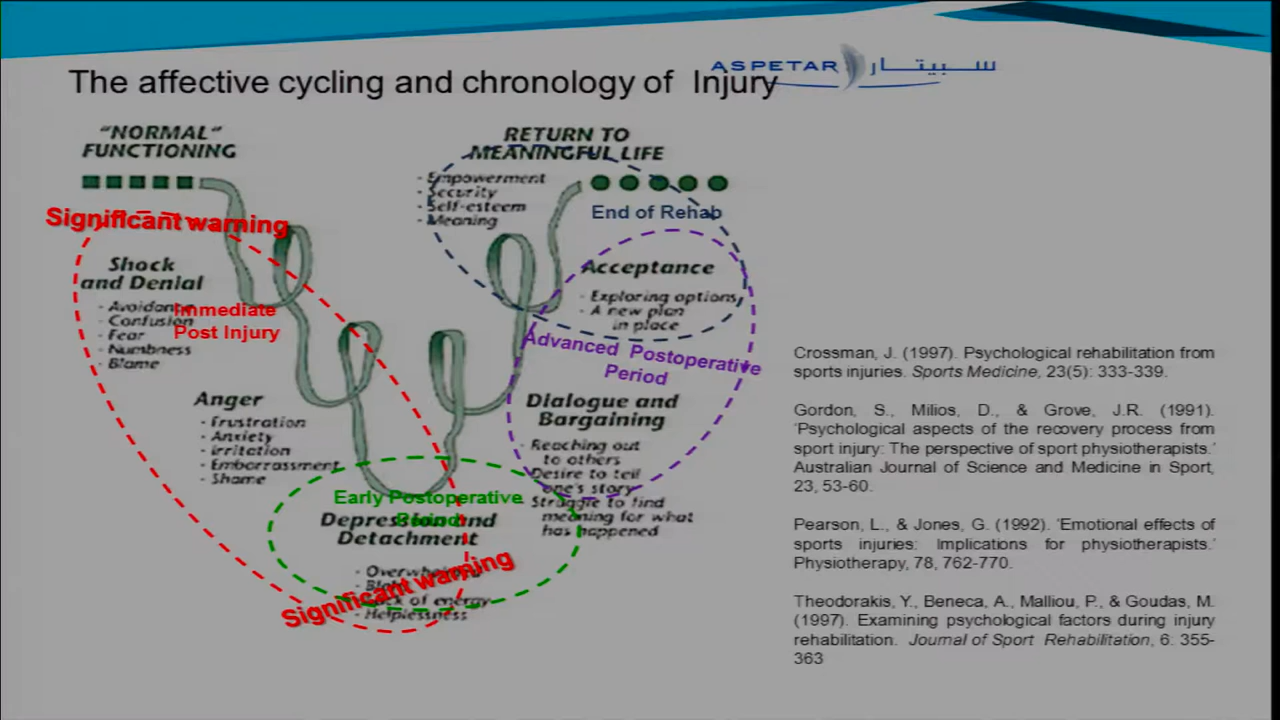 The affective cycling and chronology of Injury
ASPETAR سبيتار
"NORMAL"
FUNCTIONING
RETURN TO
MEANINGFUL LIFE
- Empowerment
- Security
- Self-esteem
- Meaning
End of Rehab
Significant warning
Shock
and Denial
- Avoidance
- Confusion
- Fear
- Numbness
- Blame
Immediate
Post Injury
Acceptance
- Exploring options,
- A new plan
in place
Advanced Postoperative
Period
Anger
- Frustration
- Anxiety
- Irritation
- Embarrassment
- Shame
Dialogue and
Bargaining
- Reaching out
to others
Desire to tell
one's story
Struggle to find
meaning for what
has happened
Early Postoperative
Period
Depression and
Detachment
- Lack of energy
- Helplessness
Significant warning
Crossman, J. (1997). Psychological rehabilitation from
sports injuries. Sports Medicine, 23(5): 333-339.
Gordon, S., Milios, D., & Grove, J.R. (1991).
'Psychological aspects of the recovery process from
sport injury: The perspective of sport physiotherapists.'
Australian Journal of Science and Medicine in Sport,
23, 53-60.
Pearson, L., & Jones, G. (1992). 'Emotional effects of
sports injuries: Implications for physiotherapists.'
Physiotherapy, 78, 762-770.
Theodorakis, Y., Beneca, A., Malliou, P., & Goudas, M.
(1997). Examining psychological factors during injury
rehabilitation. Journal of Sport Rehabilitation, 6. 355-
363